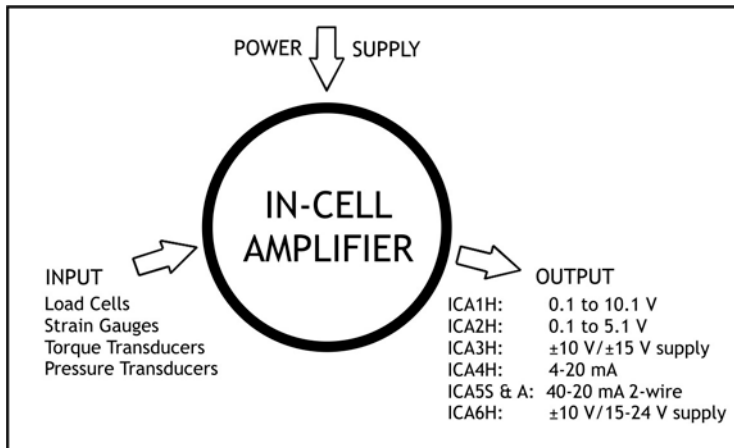 POWER SUPPLY
IN-CELL
AMPLIFIER
INPUT
Load Cells
Strain Gauges
Torque Transducers
Pressure Transducers
OUTPUT
ICA1H: 0.1 to 10.1 V
ICA2H: 0.1 to 5.1 V
ICA3H: ±10 V/±15 V supply
ICA4H: 4-20 mA
ICA5S & A: 40-20 mA 2-wire
ICA6H: ±10 V/15-24 V supply